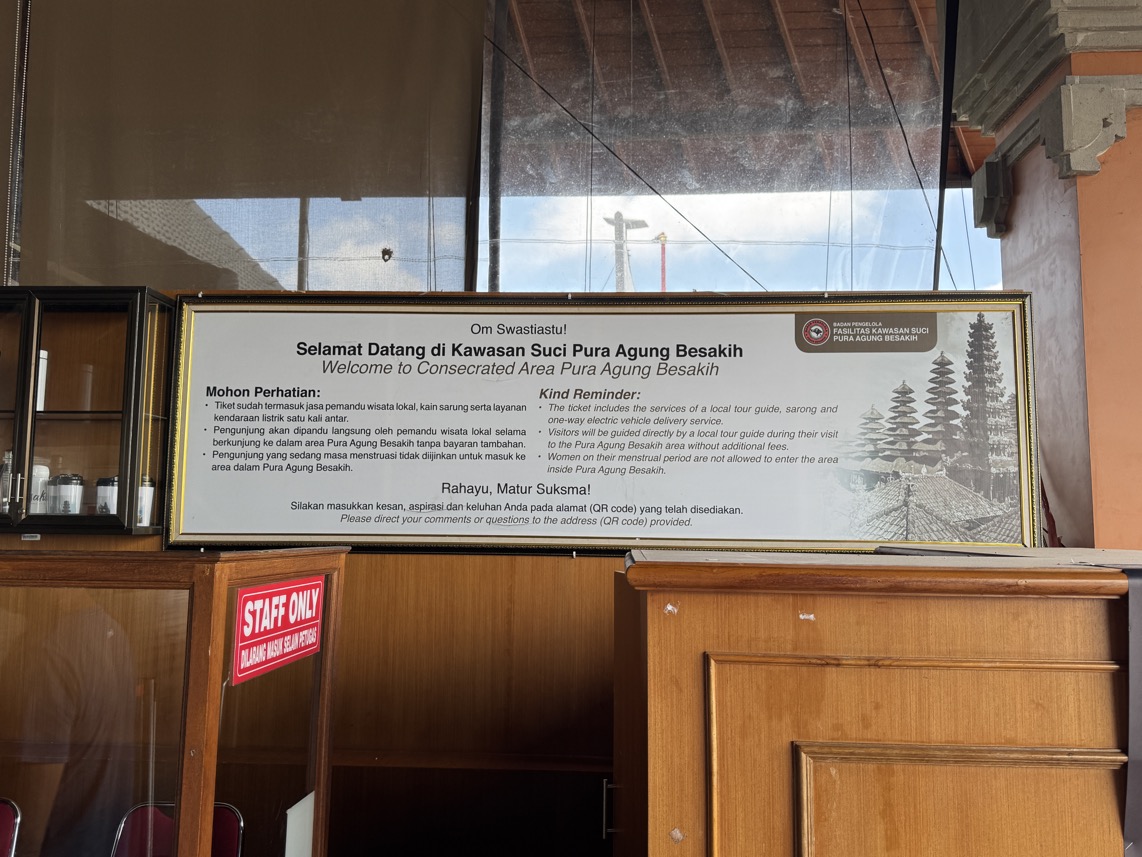 Om Swastiastu!
BADAN PENGELOLA
FASILITAS KAWASAN SUCI
PURA AGUNG BESAKIH
Selamat Datang di Kawasan Suci Pura Agung Besakih
Welcome to Consecrated Area Pura Agung Besakih
Mohon Perhatian:
• Tiket sudah termasuk jasa pemandu wisata lokal, kain sarung serta layanan
kendaraan listrik satu kali antar.
• Pengunjung akan dipandu langsung oleh pemandu wisata lokal selama
berkunjung ke dalam area Pura Agung Besakih tanpa bayaran tambahan.
• Pengunjung yang sedang masa menstruasi tidak diijinkan untuk masuk ke
area dalam Pura Agung Besakih.
Kind Reminder:
• The ticket includes the services of a local tour guide, sarong and
one-way electric vehicle delivery service.
• Visitors will be guided directly by a local tour guide during their visit
to the Pura Agung Besakih area without additional fees.
• Women on their menstrual period are not allowed to enter the area
inside Pura Agung Besakih.
Rahayu, Matur Suksma!
Silakan masukkan kesan, aspirasi dan keluhan Anda pada alamat (QR code) yang telah disediakan.
Please direct your comments or questions to the address (QR code) provided.
STAFF ONLY
DILARANG MASUK SELAIN PETUGAS